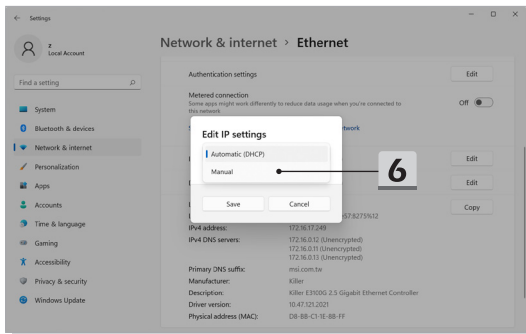 Settings
z
Local Account
Find a setting
System
Bluetooth & devices
Network & internet
Personalization
Apps
Accounts
Time & language
Gaming
Accessibility
Privacy & security
Windows Update
Network & internet > Ethernet
Authentication settings
Edit
Metered connection
Some apps might work differently to reduce data usage when you're connected to
this network
Off
Edit IP settings
Automatic (DHCP)
Manual
6
Save
Cancel
Edit
Edit
Copy
:57:8275%12
IPv4 address: 172.16.17.249
IPv4 DNS servers: 172.16.0.12 (Unencrypted)
172.16.0.11 (Unencrypted)
172.16.0.13 (Unencrypted)
Primary DNS suffix: msi.com.tw
Manufacturer: Killer
Description: Killer E3100G 2.5 Gigabit Ethernet Controller
Driver version: 10.47.121.2021
Physical address (MAC): D8-BB-C1-1E-8B-FF